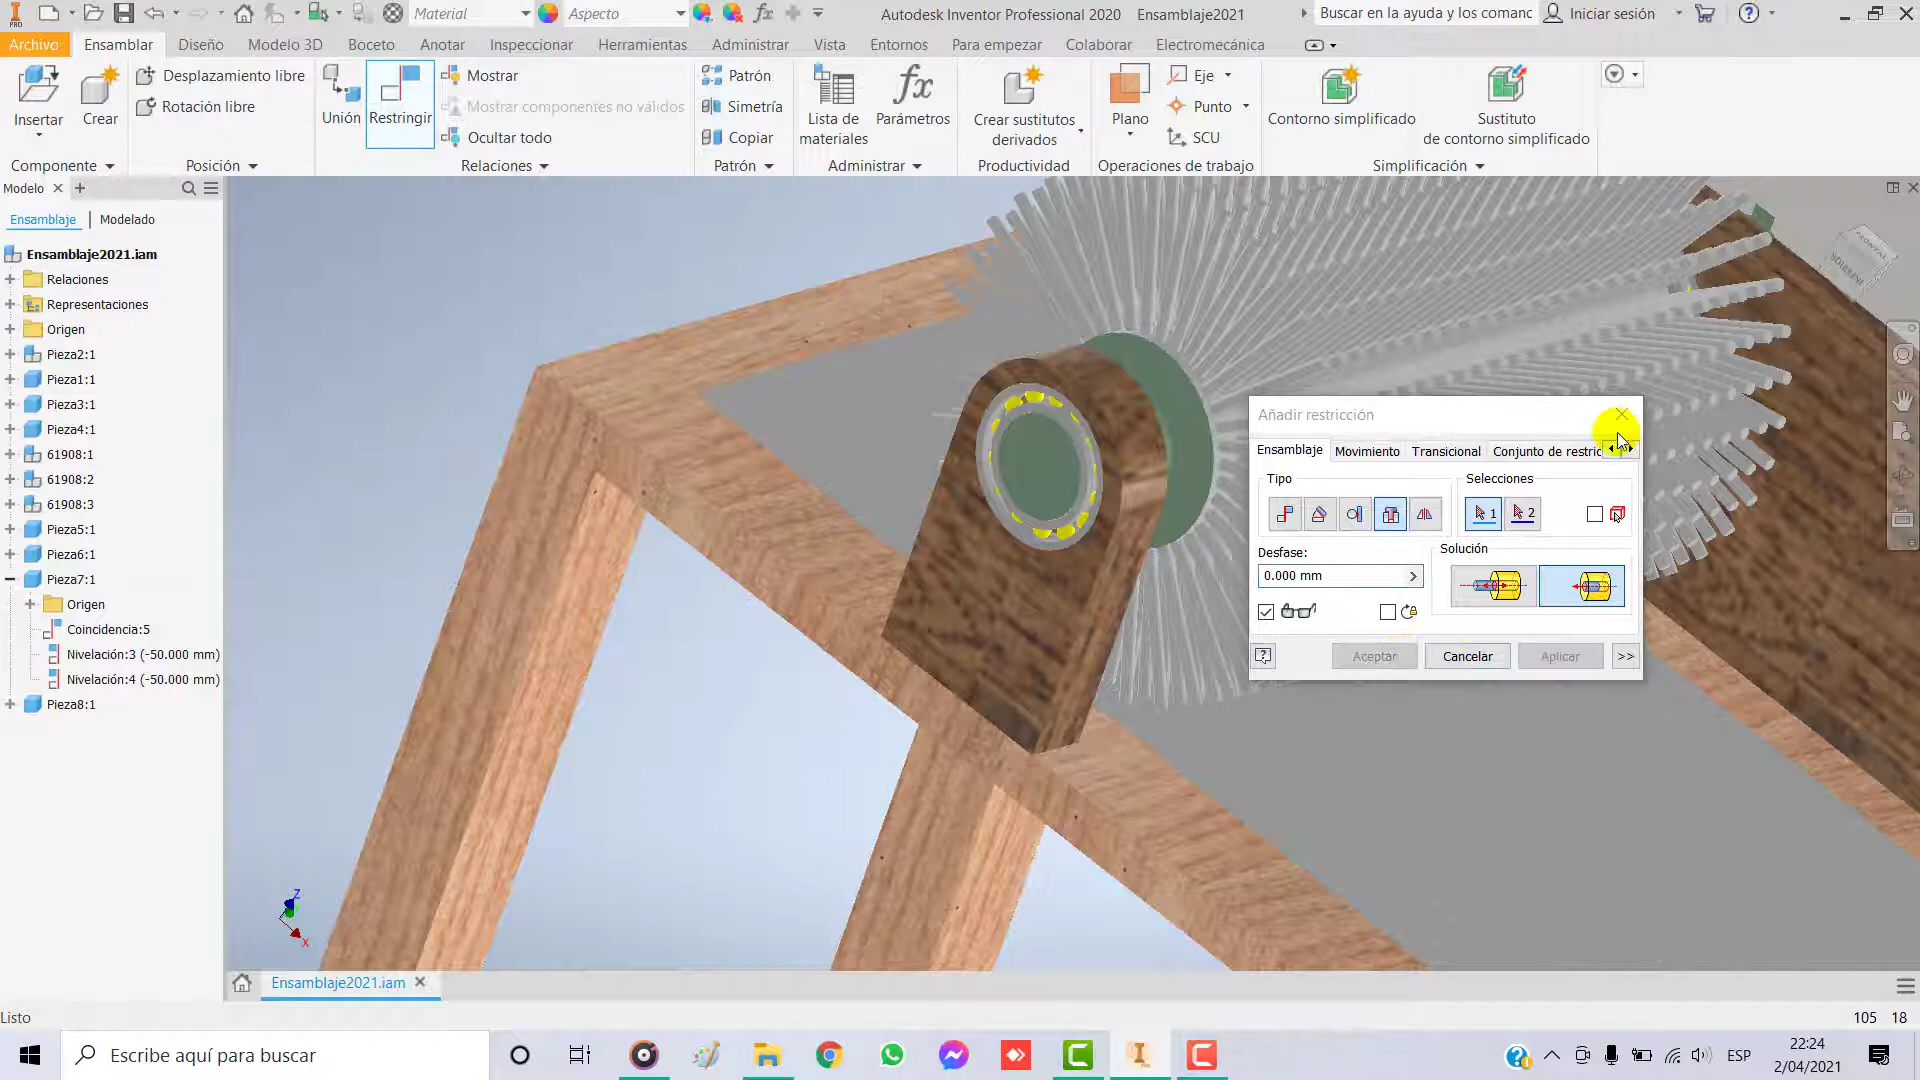 PRO
Material
Aspecto
Autodesk Inventor Professional 2020 Ensamblaje2021
Buscar en la ayuda y los comanc
Iniciar sesión
Archivo
Ensamblar
Diseño
Modelo 3D
Boceto
Anotar
Inspeccionar
Herramientas
Administrar
Vista
Entornos
Para empezar
Colaborar
Electromecánica
Insertar
Crear
Desplazamiento libre
Rotación libre
Unión
Restringir
Mostrar
Mostrar componentes no válidos
Ocultar todo
Patrón
Simetría
Copiar
Lista de
materiales
Parámetros
Crear sustitutos
derivados
Plano
Eje
Punto
SCU
Contorno simplificado
Sustituto
de contorno simplificado
Componente
Posición
Relaciones
Patrón
Administrar
Productividad
Operaciones de trabajo
Simplificación
Modelo
Ensamblaje
Modelado
Ensamblaje2021.iam
Relaciones
Representaciones
Origen
Pieza2:1
Pieza1:1
Pieza3:1
Pieza4:1
61908:1
61908:2
61908:3
Pieza5:1
Pieza6:1
Pieza7:1
Origen
Coincidencia:5
Nivelación:3 (-50.000 mm)
Nivelación:4 (-50.000 mm)
Pieza8:1
FRONTAL
INFERIOR
Añadir restricción
Ensamblaje
Movimiento
Transicional
Conjunto de restric
Tipo
Selecciones
1
2
Desfase:
0.000 mm
Solución
Aceptar
Cancelar
Aplicar
>>
Z
X
Ensamblaje2021.iam
Listo
105 18
Escribe aquí para buscar
ESP
22:24
2/04/2021